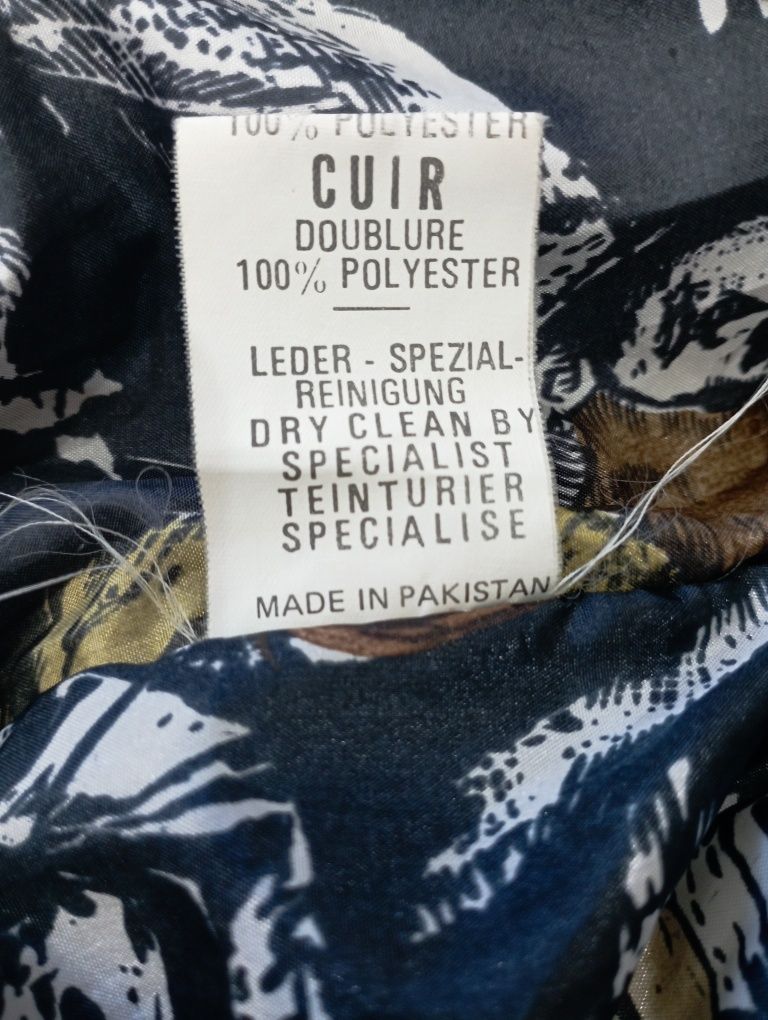 100% POLYESTER
CUIR
DOUBLURE
100% POLYESTER
LEDER - SPEZIAL-
REINIGUNG
DRY CLEAN BY
SPECIALIST
TEINTURIER
SPECIALISE
MADE IN PAKISTAN